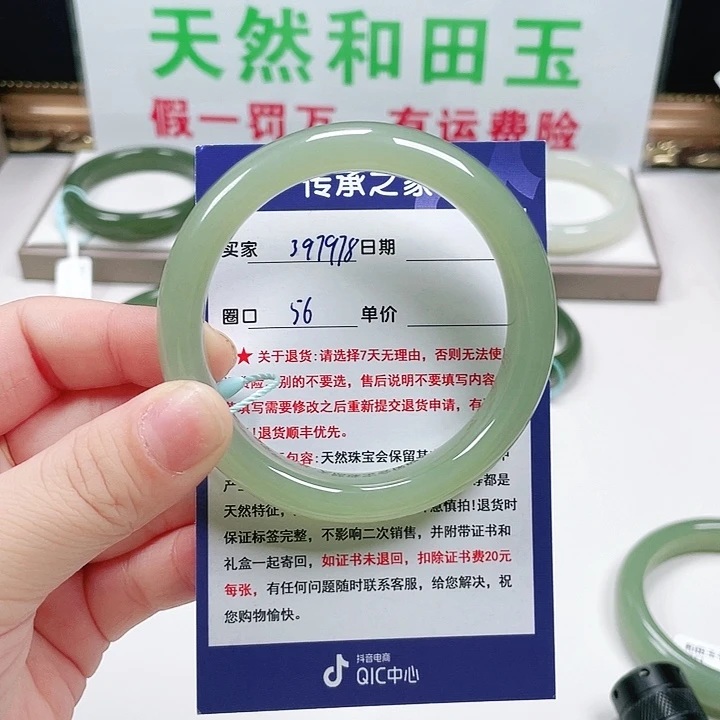 天然和田玉
假一罚万 有运费险
传承之家
买家 397978 日期
圈口 56 单价
★ 关于退货:请选择7天无理由，否则无法使
险 别的不要选，售后说明不要填写内容
填写需要修改之后重新提交退货申请，有
!退货顺丰优先。
包容:天然珠宝会保留其
产
都是
天然特征， 慎拍!退货时
保证标签完整，不影响二次销售，并附带证书和
礼盒一起寄回，如证书未退回，扣除证书费20元
每张，有任何问题随时联系客服，给您解决，祝
您购物愉快。
抖音电商
QIC中心